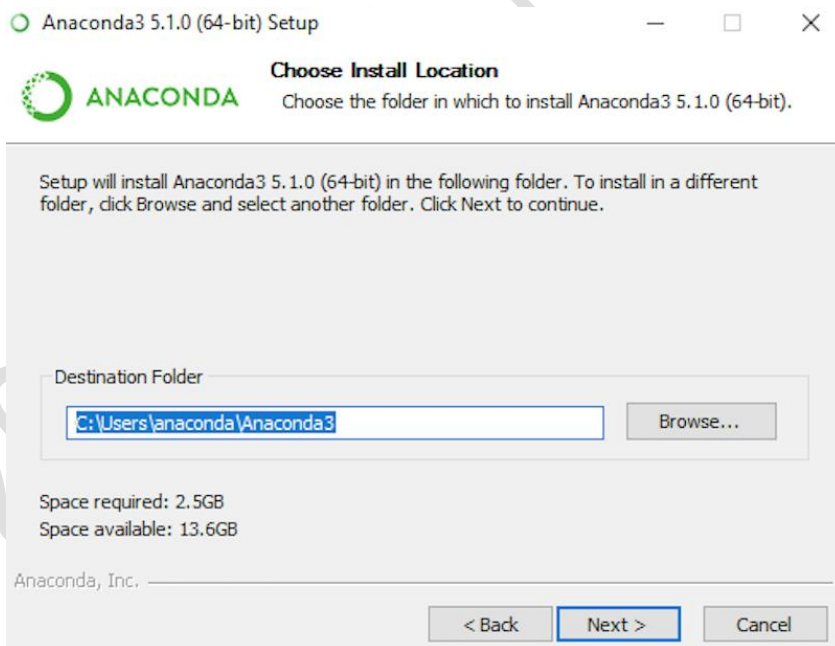 Anaconda3 5.1.0 (64-bit) Setup
ANACONDA
Choose Install Location
Choose the folder in which to install Anaconda3 5.1.0 (64-bit).
Setup will install Anaconda3 5.1.0 (64-bit) in the following folder. To install in a different
folder, click Browse and select another folder. Click Next to continue.
Destination Folder
C:\Users\anaconda\Anaconda3
Browse...
Space required: 2.5GB
Space available: 13.6GB
Anaconda, Inc.
< Back
Next >
Cancel